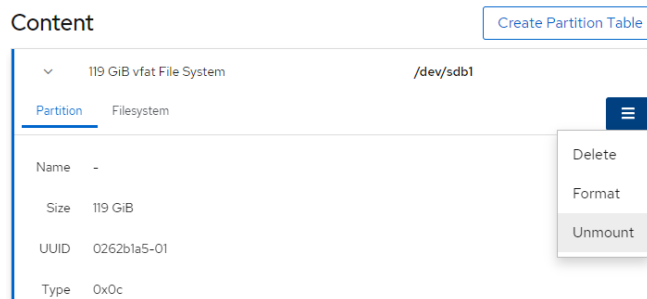 Content
Create Partition Table
119 GiB vfat File System /dev/sdb1
Partition Filesystem
Delete
Format
Unmount
Name -
Size 119 GiB
UUID 0262b1a5-01
Type 0x0c